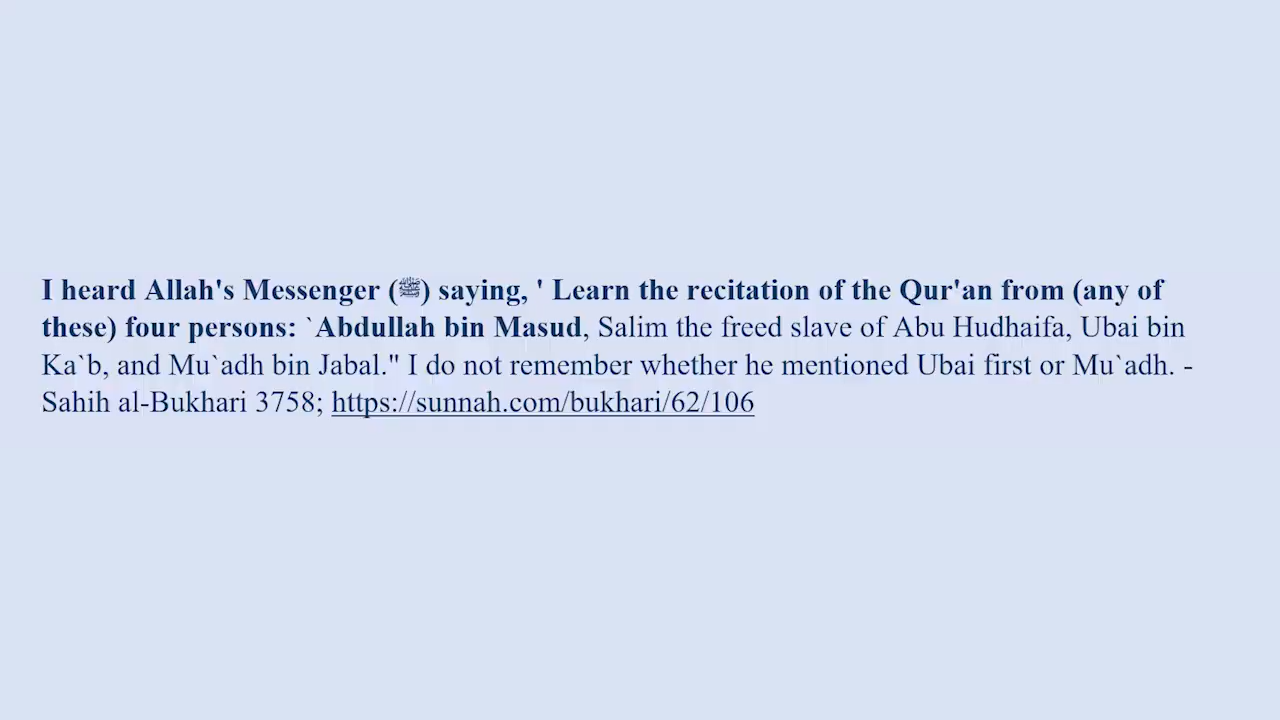 I heard Allah's Messenger (ﷺ) saying, ' Learn the recitation of the Qur'an from (any of
these) four persons: `Abdullah bin Masud, Salim the freed slave of Abu Hudhaifa, Ubai bin
Ka`b, and Mu`adh bin Jabal." I do not remember whether he mentioned Ubai first or Mu`adh. -
Sahih al-Bukhari 3758; https://sunnah.com/bukhari/62/106